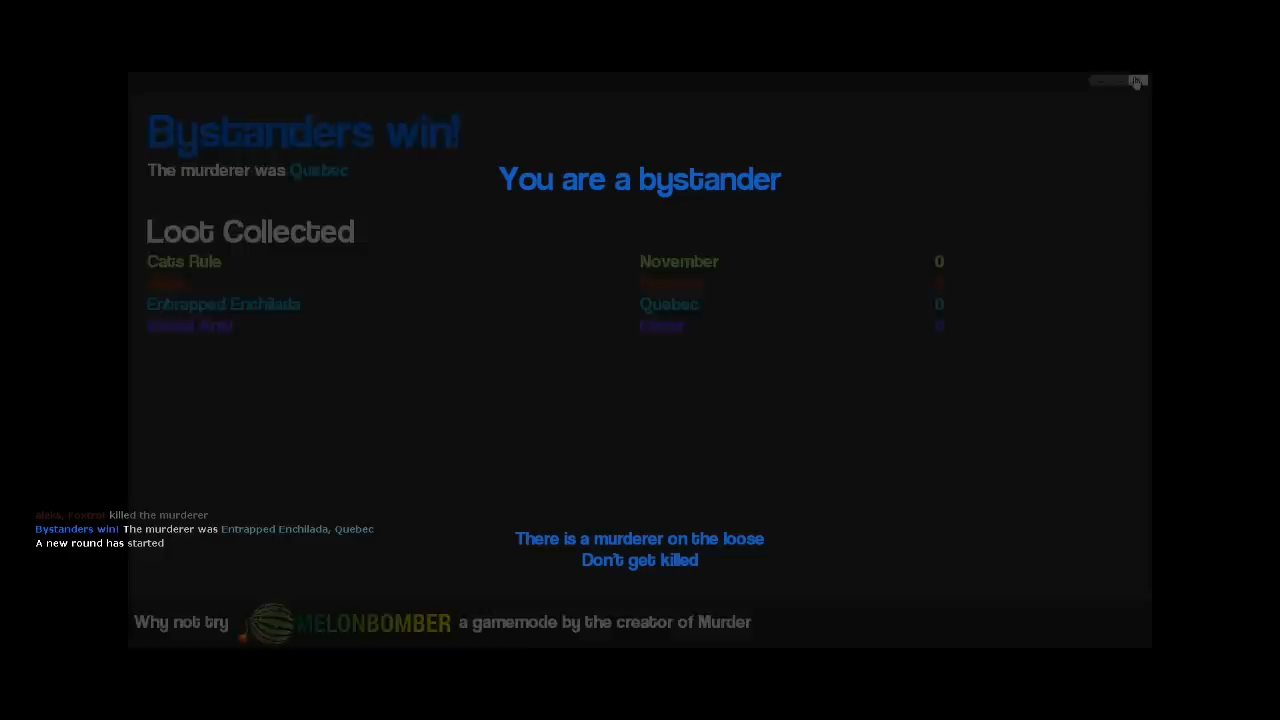 Bystanders win!
The murderer was Quebec
You are a bystander
Loot Collected
Cats Rule November 0
Entrapped Enchilada Quebec 0
aleks, Foxtrot killed the murderer
Bystanders win! The murderer was Entrapped Enchilada, Quebec
A new round has started
There is a murderer on the loose
Don't get killed
Why not try MELONBOMBER a gamemode by the creator of Murder